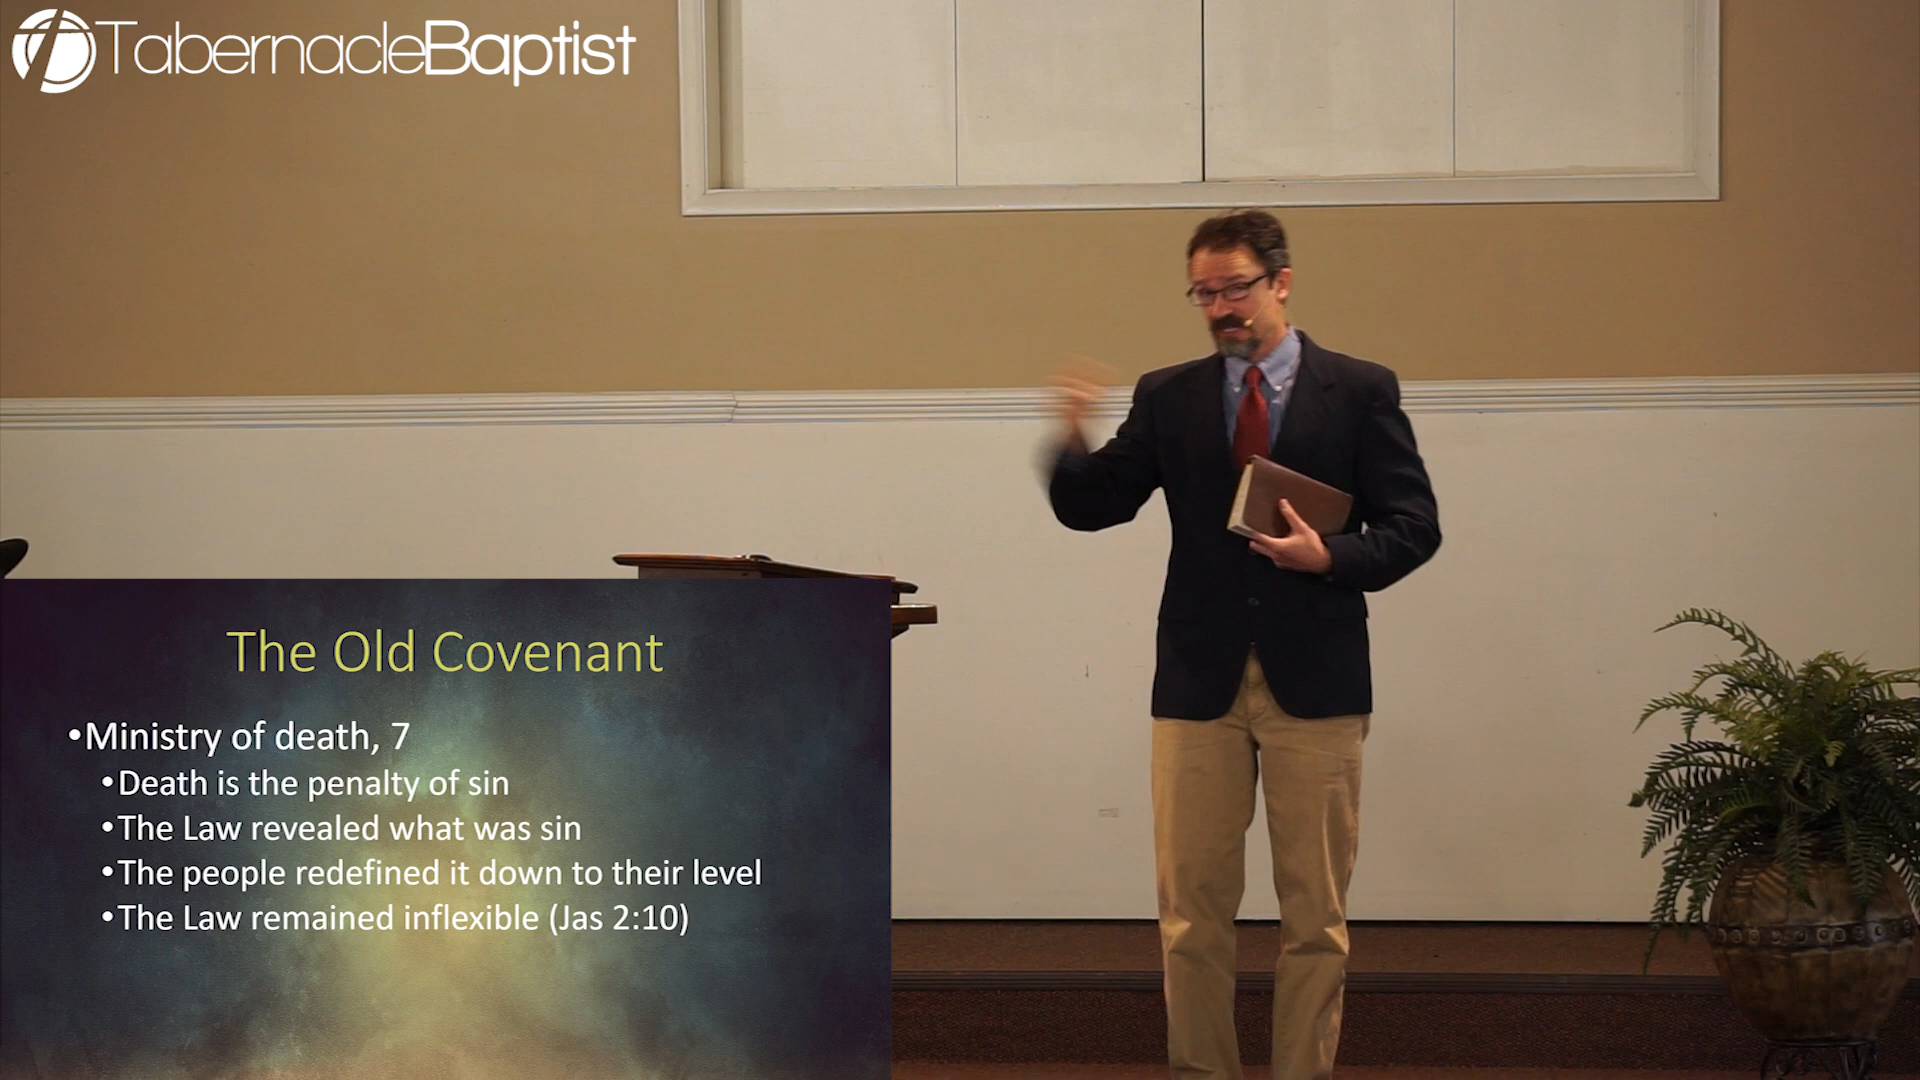 TabernacleBaptist
The Old Covenant
•Ministry of death, 7
•Death is the penalty of sin
•The Law revealed what was sin
•The people redefined it down to their level
•The Law remained inflexible (Jas 2:10)